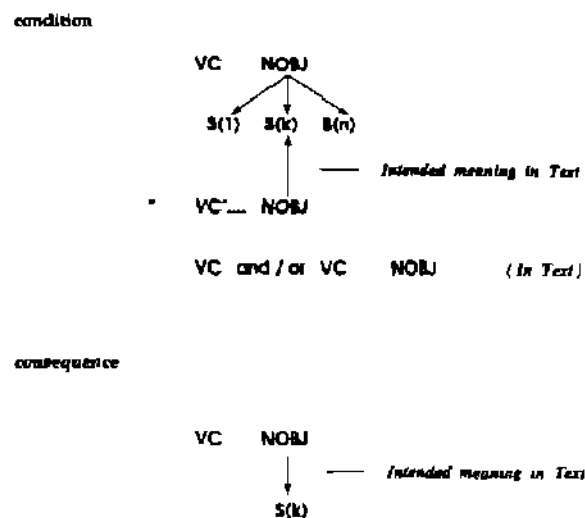 condition
VC NOBJ
S(1) S(k) S(n)
Intended meaning in Text
VC'.... NOBJ
VC and / or VC NOBJ ( In Text )
consequence
VC NOBJ
Intended meaning in Text
S(k)